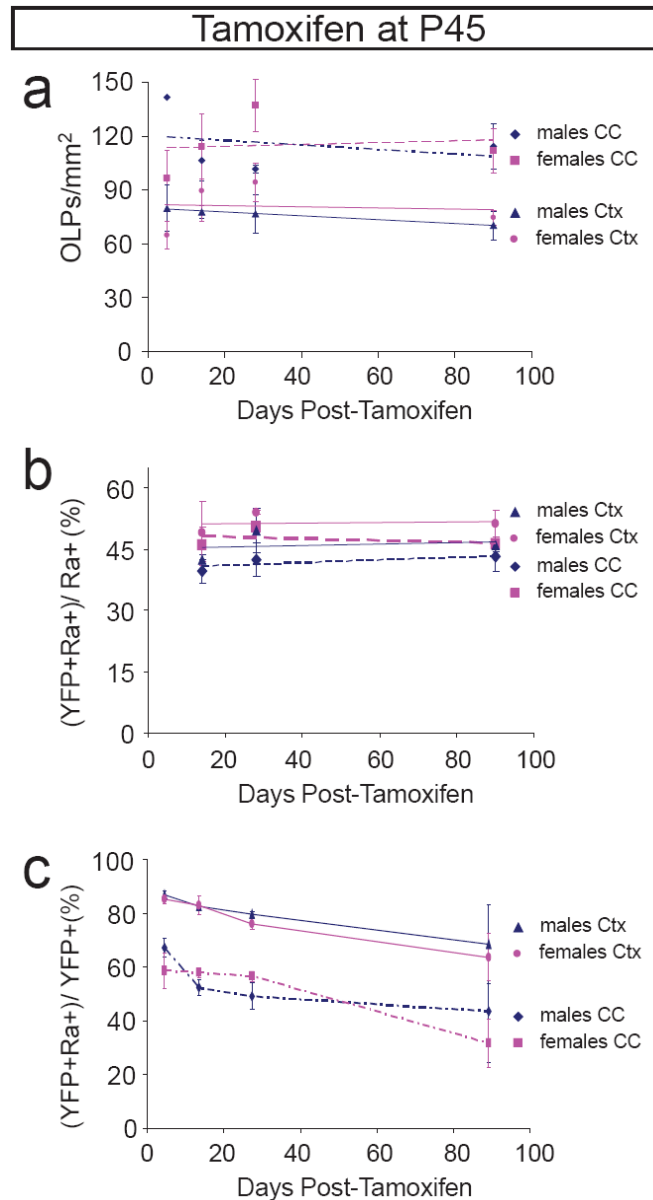 Tamoxifen at P45
a
OLPs/mm²
150
120
90
60
30
0
0 20 40 60 80 100
Days Post-Tamoxifen
males CC
females CC
males Ctx
females Ctx
b
(YFP+Ra+)/ Ra+ (%)
60
45
30
15
0
0 20 40 60 80 100
Days Post-Tamoxifen
males Ctx
females Ctx
males CC
females CC
c
(YFP+Ra+)/ YFP+(%)
100
80
60
40
20
0
0 20 40 60 80 100
Days Post-Tamoxifen
males Ctx
females Ctx
males CC
females CC